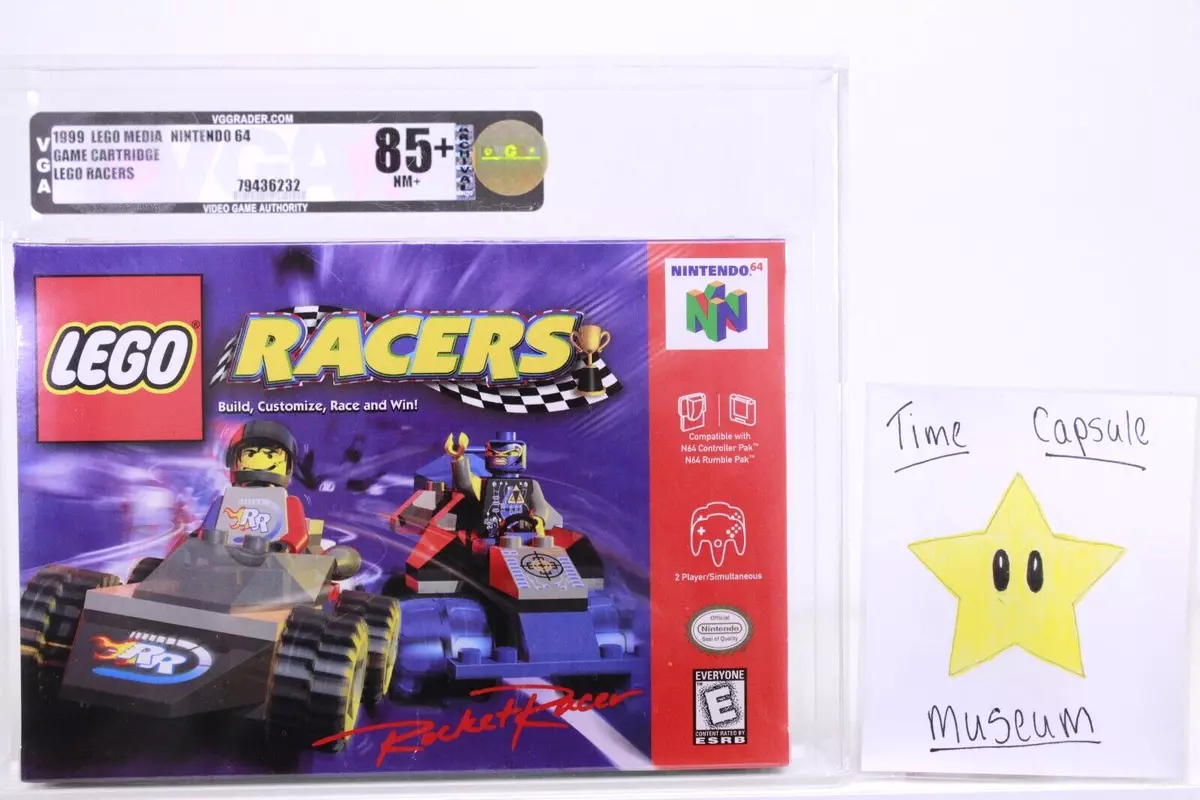 VGGRADER.COM
VGA
1999 LEGO MEDIA NINTENDO 64
GAME CARTRIDGE
LEGO RACERS
79436232
85+
NM+
ARCHIVAL
VIDEO GAME AUTHORITY
LEGO®
RACERS
Build, Customize, Race and Win!
NINTENDO 64
N
Compatible with
N64 Controller Pak™
N64 Rumble Pak™
2 Player/Simultaneous
Official
Nintendo
Seal of Quality
EVERYONE
E
CONTENT RATED BY
ESRB
RR
RR
Rocket Racer
Time Capsule
Museum